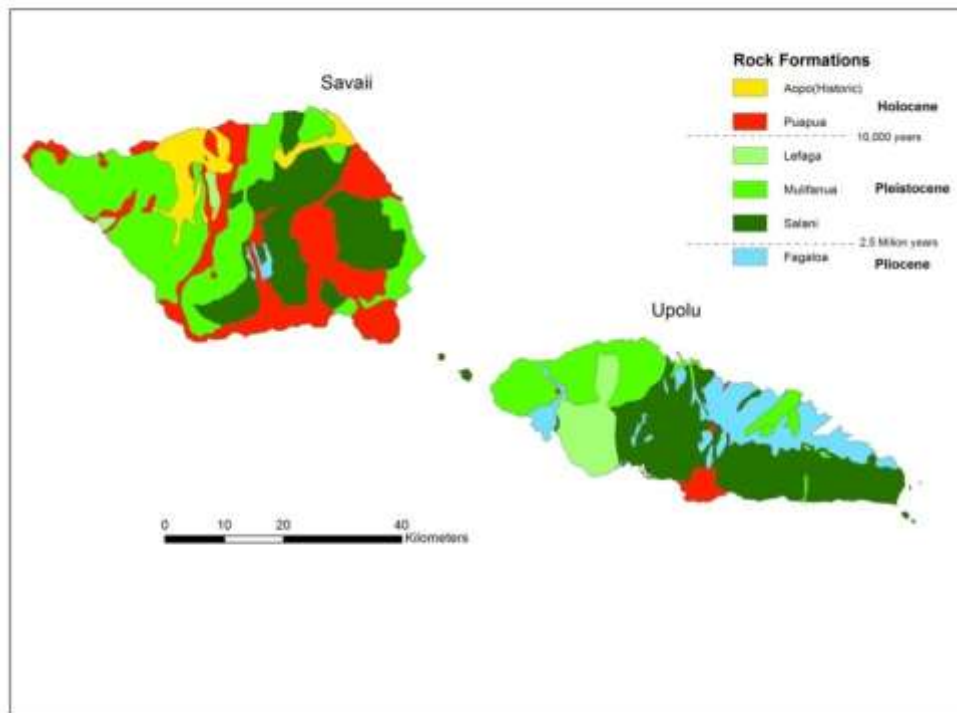 Savaii
Rock Formations
Aopo(Historic)
Holocene
Puapua
10,000 years
Lefaga
Mulifanua
Pleistocene
Salani
2.5 Milion years
Fagaloa
Pliocene
Upolu
0 10 20 40
Kilometers